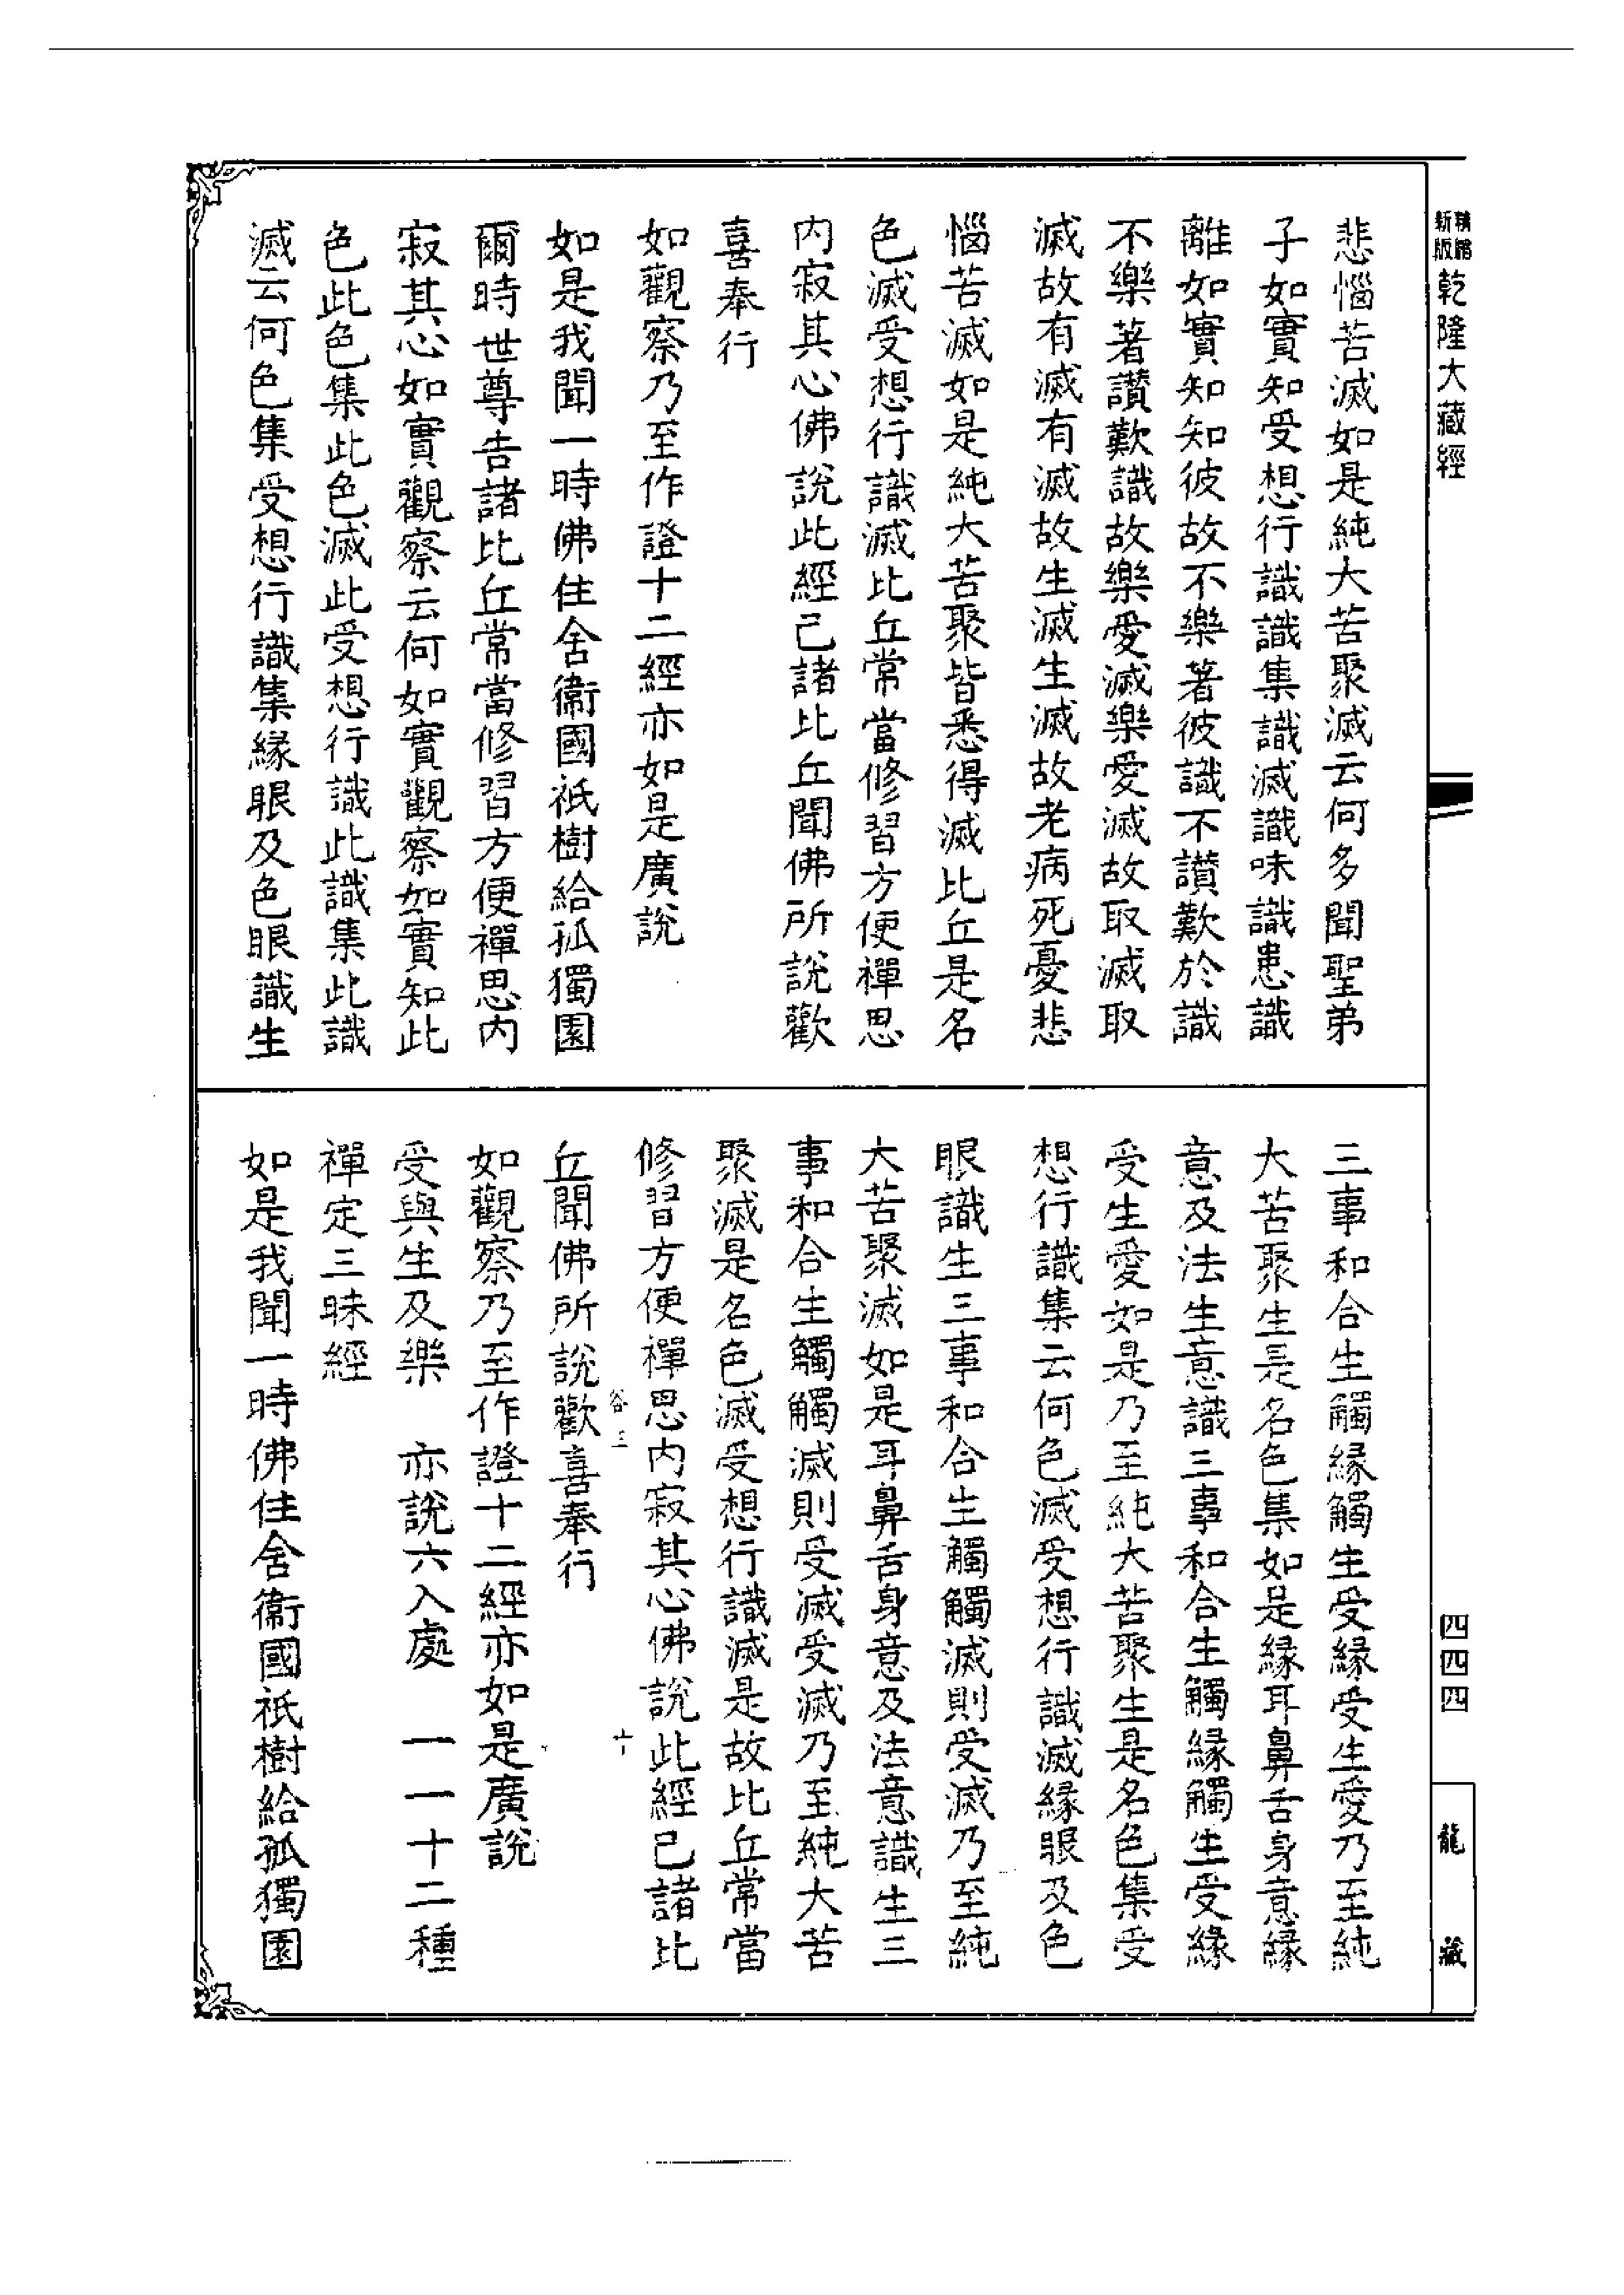 精縮新版乾隆大藏經
四四四
龍藏
悲惱苦滅如是純大苦聚滅云何多聞聖弟
子如實知受想行識識集識滅識味識患識
離如實知知彼故不樂著彼識不讚歎於識
不樂著讚歎識故樂愛滅樂愛滅故取滅取
滅故有滅有滅故生滅生滅故老病死憂悲
惱苦滅如是純大苦聚皆悉得滅比丘是名
色滅受想行識滅比丘常當修習方便禪思
內寂其心佛說此經已諸比丘聞佛所說歡
喜奉行
如觀察乃至作證十二經亦如是廣說
如是我聞一時佛住舍衞國祇樹給孤獨園
爾時世尊告諸比丘常當修習方便禪思內
寂其心如實觀察云何如實觀察如實知此
色此色集此色滅此受想行識此識集此識
滅云何色集受想行識集緣眼及色眼識生
三事和合生觸緣觸生受緣受生愛乃至純
大苦聚生是名色集如是緣耳鼻舌身意緣
意及法生意識三事和合生觸緣觸生受緣
受生愛如是乃至純大苦聚生是名色集受
想行識集云何色滅受想行識滅緣眼及色
眼識生三事和合生觸觸滅則受滅乃至純
大苦聚滅如是耳鼻舌身意及法意識生三
事和合生觸觸滅則受滅受滅乃至純大苦
聚滅是名色滅受想行識滅是故比丘常當
修習方便禪思內寂其心佛說此經已諸比
丘聞佛所說歡喜奉行
如觀察乃至作證十二經亦如是廣說
受與生及樂　亦說六入處　一一十二種
禪定三昧經
如是我聞一時佛住舍衞國祇樹給孤獨園